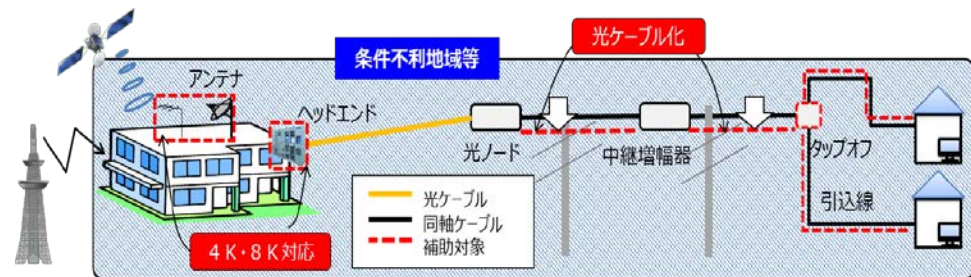 条件不利地域等
光ケーブル化
アンテナ
ヘッドエンド
光ノード
中継増幅器
タップオフ
引込線
光ケーブル
同軸ケーブル
補助対象
4K・8K対応